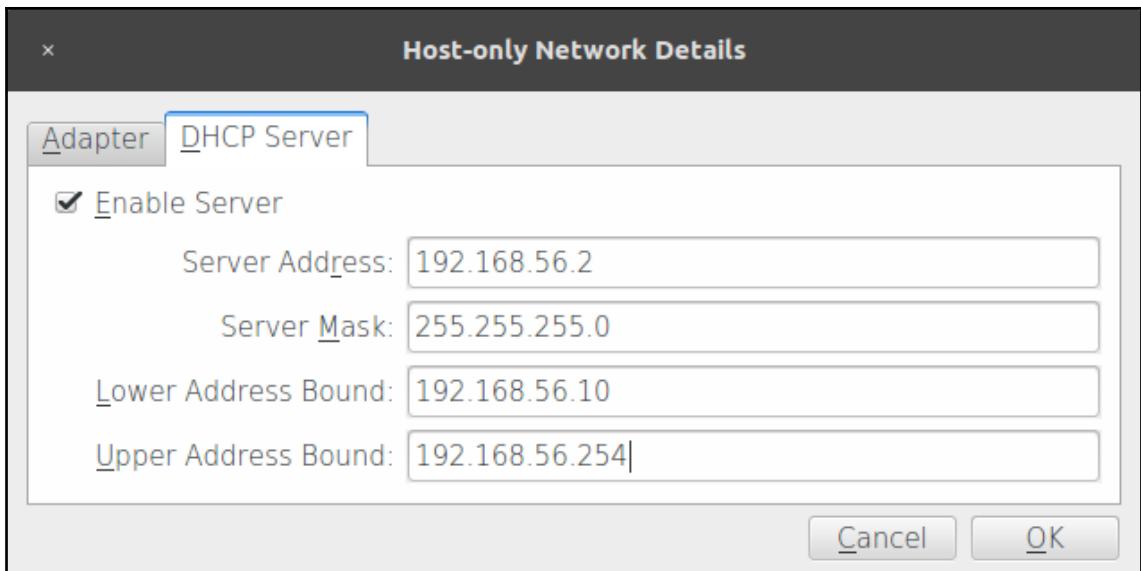 Host-only Network Details
Adapter DHCP Server
Enable Server
Server Address: 192.168.56.2
Server Mask: 255.255.255.0
Lower Address Bound: 192.168.56.10
Upper Address Bound: 192.168.56.254
Cancel OK